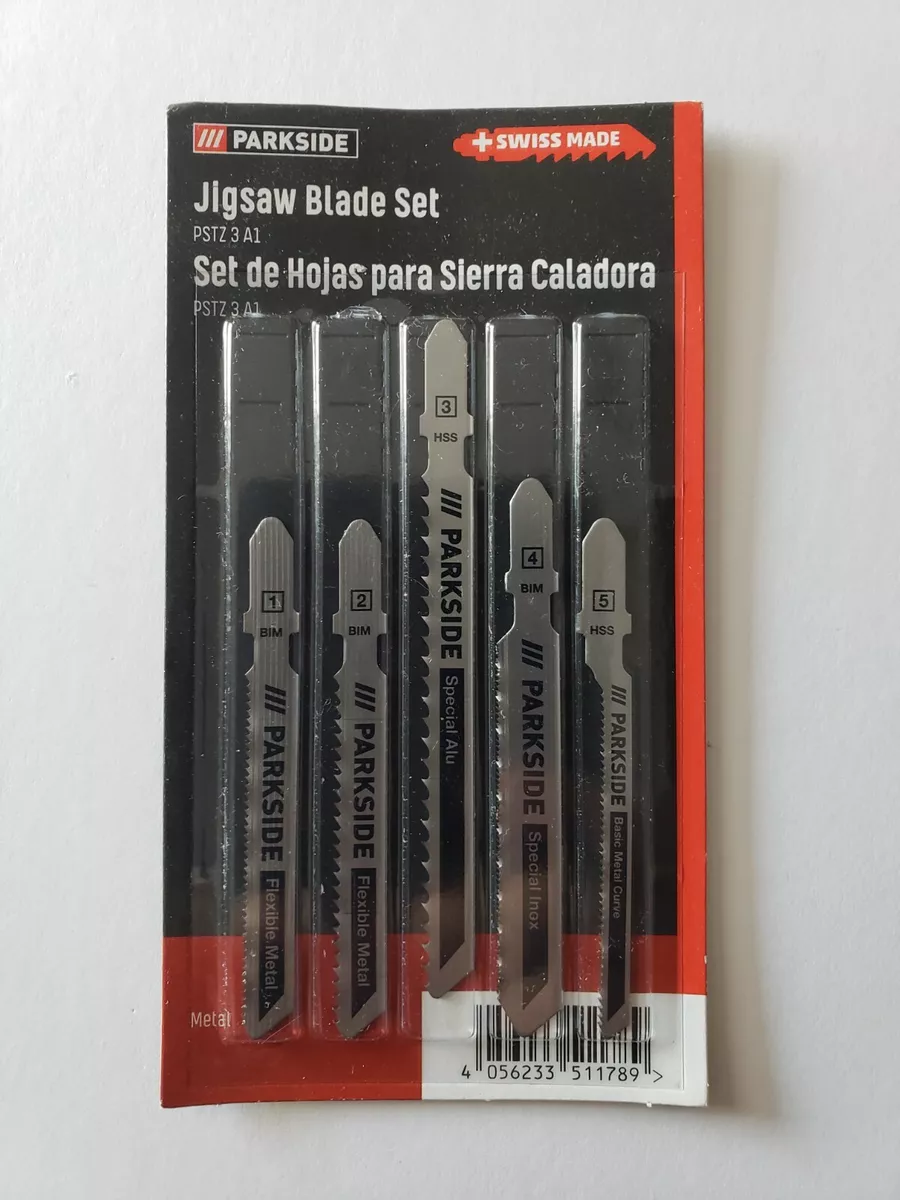 /// PARKSIDE
SWISS MADE
Jigsaw Blade Set
PSTZ 3 A1
Set de Hojas para Sierra Caladora
PSTZ 3 A1
1
BIM
/// PARKSIDE
Flexible Metal
2
BIM
/// PARKSIDE
Flexible Metal
3
HSS
/// PARKSIDE
Special Alu
4
BIM
/// PARKSIDE
Special Inox
5
HSS
/// PARKSIDE
Basic Metal Curve
Metal
4 056233 511789 >